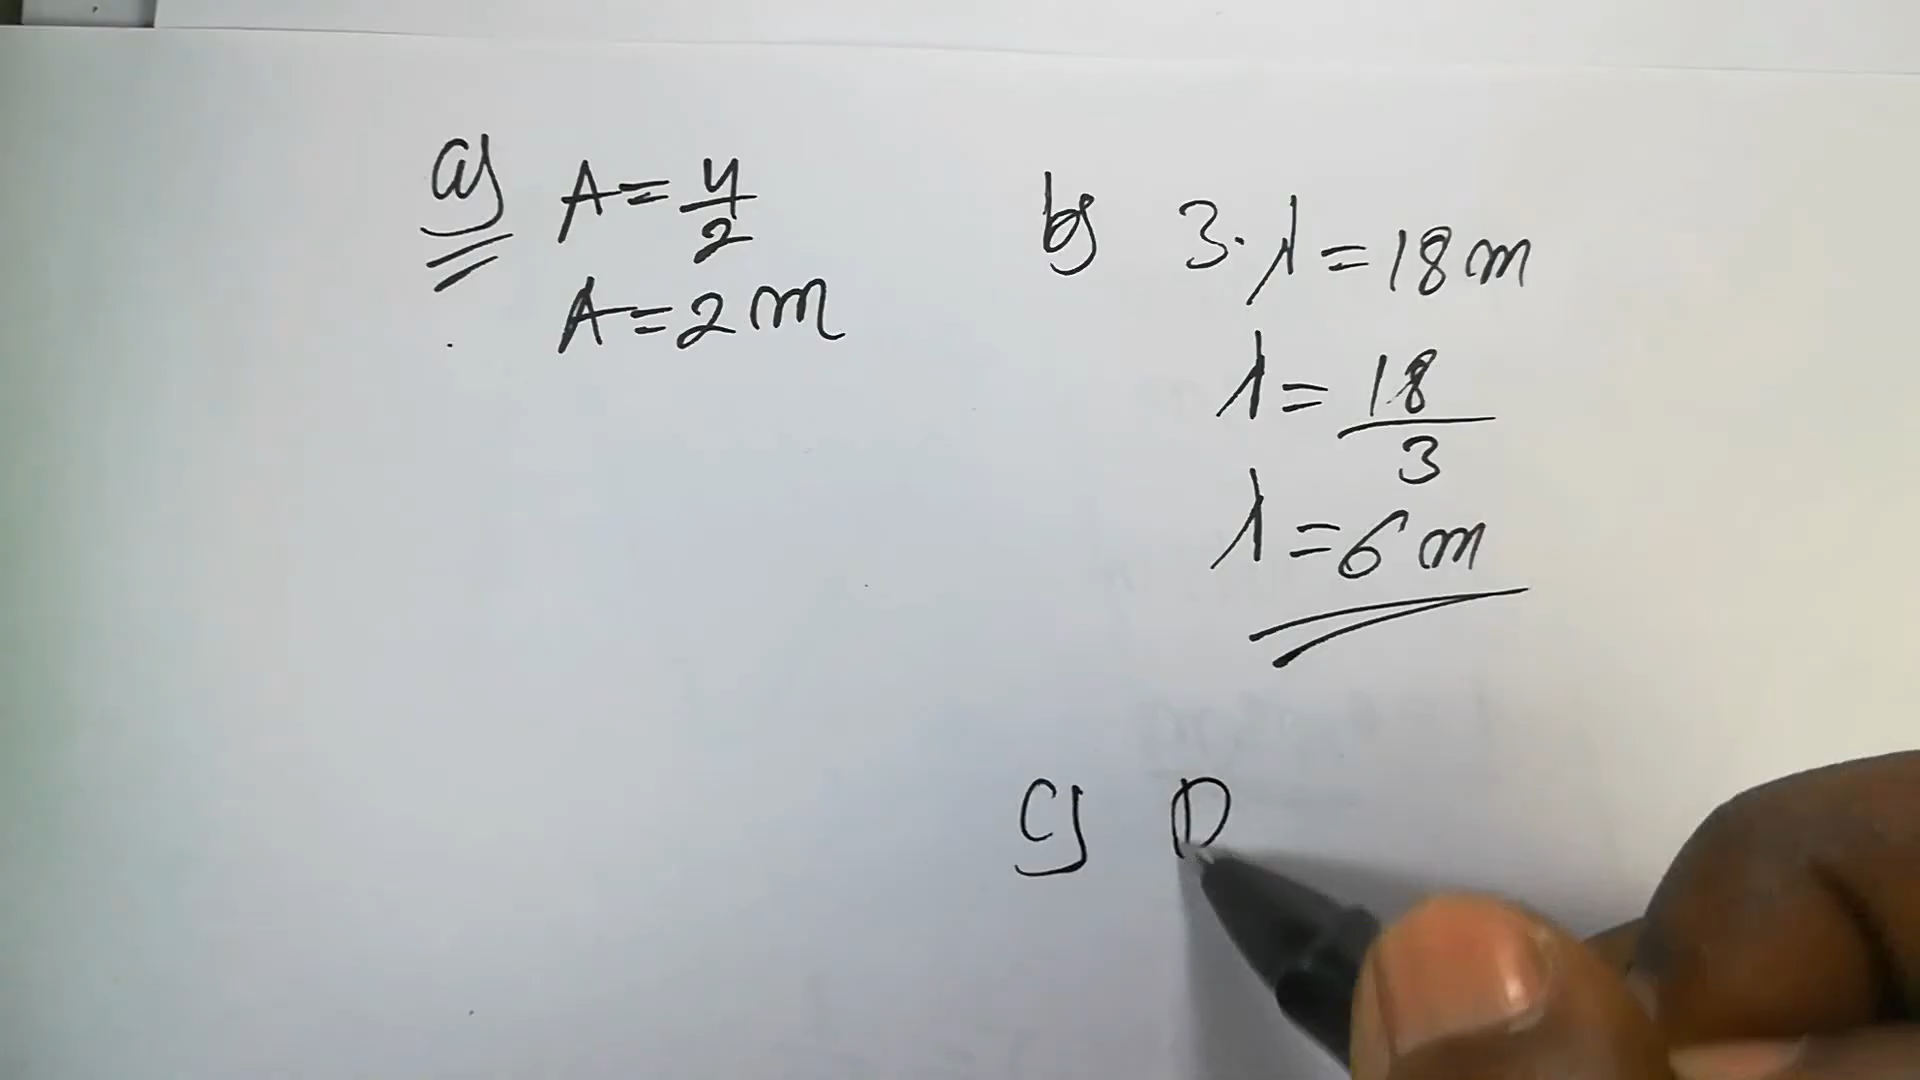 a) A = 4/2
A = 2 m
b) 3·λ = 18 m
λ = 18/3
λ = 6 m
c) D